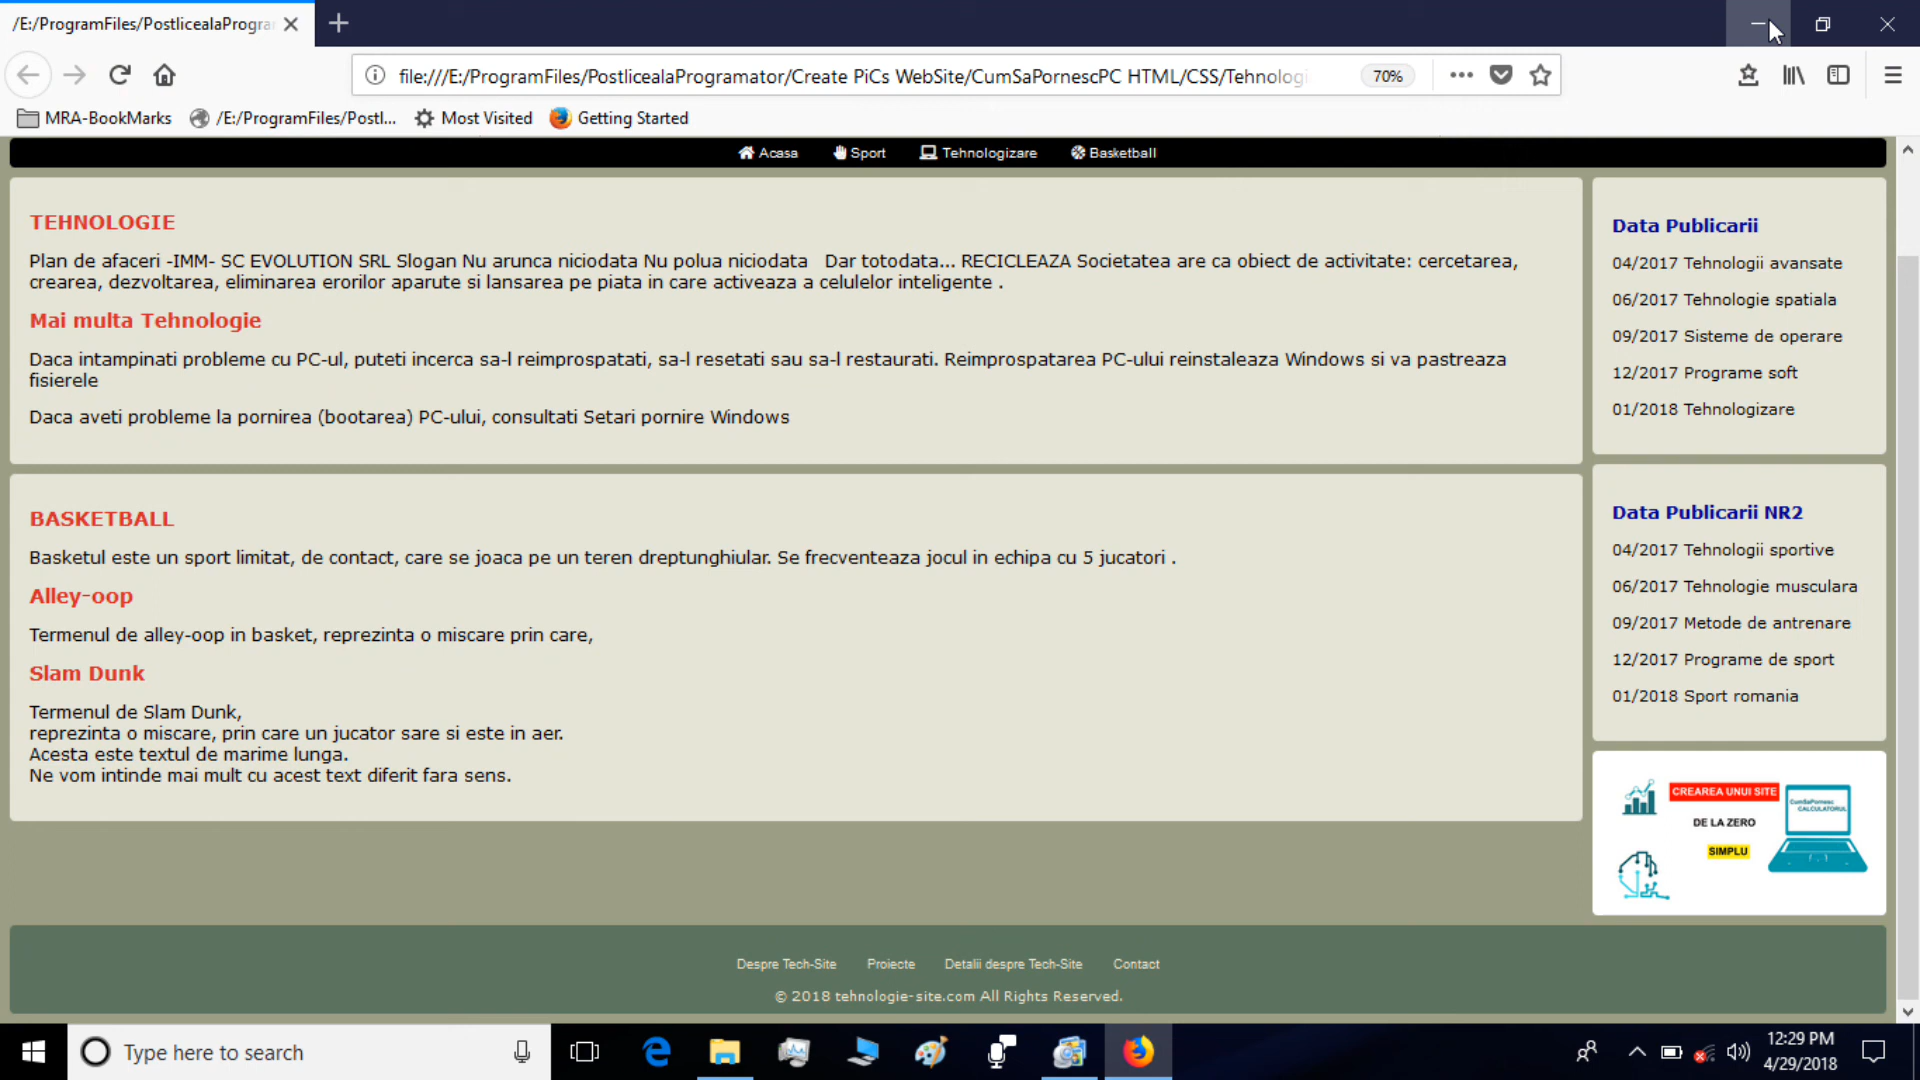 /E:/ProgramFiles/PostlicealaProgra
file:///E:/ProgramFiles/PostlicealaProgramator/Create PiCs WebSite/CumSaPornescPC HTML/CSS/Tehnologi
70%
MRA-BookMarks
/E:/ProgramFiles/Postl...
Most Visited
Getting Started
Acasa
Sport
Tehnologizare
Basketball
TEHNOLOGIE
Plan de afaceri -IMM- SC EVOLUTION SRL Slogan Nu arunca niciodata Nu polua niciodata   Dar totodata... RECICLEAZA Societatea are ca obiect de activitate: cercetarea,
crearea, dezvoltarea, eliminarea erorilor aparute si lansarea pe piata in care activeaza a celulelor inteligente .
Mai multa Tehnologie
Daca intampinati probleme cu PC-ul, puteti incerca sa-l reimprospatati, sa-l resetati sau sa-l restaurati. Reimprospatarea PC-ului reinstaleaza Windows si va pastreaza
fisierele
Daca aveti probleme la pornirea (bootarea) PC-ului, consultati Setari pornire Windows
BASKETBALL
Basketul este un sport limitat, de contact, care se joaca pe un teren dreptunghiular. Se frecventeaza jocul in echipa cu 5 jucatori .
Alley-oop
Termenul de alley-oop in basket, reprezinta o miscare prin care,
Slam Dunk
Termenul de Slam Dunk,
reprezinta o miscare, prin care un jucator sare si este in aer.
Acesta este textul de marime lunga.
Ne vom intinde mai mult cu acest text diferit fara sens.
Data Publicarii
04/2017 Tehnologii avansate
06/2017 Tehnologie spatiala
09/2017 Sisteme de operare
12/2017 Programe soft
01/2018 Tehnologizare
Data Publicarii NR2
04/2017 Tehnologii sportive
06/2017 Tehnologie musculara
09/2017 Metode de antrenare
12/2017 Programe de sport
01/2018 Sport romania
CREAREA UNUI SITE
DE LA ZERO
SIMPLU
CumSaPornesc
CALCULATORUL
Despre Tech-Site
Proiecte
Detalii despre Tech-Site
Contact
© 2018 tehnologie-site.com All Rights Reserved.
Type here to search
12:29 PM
4/29/2018